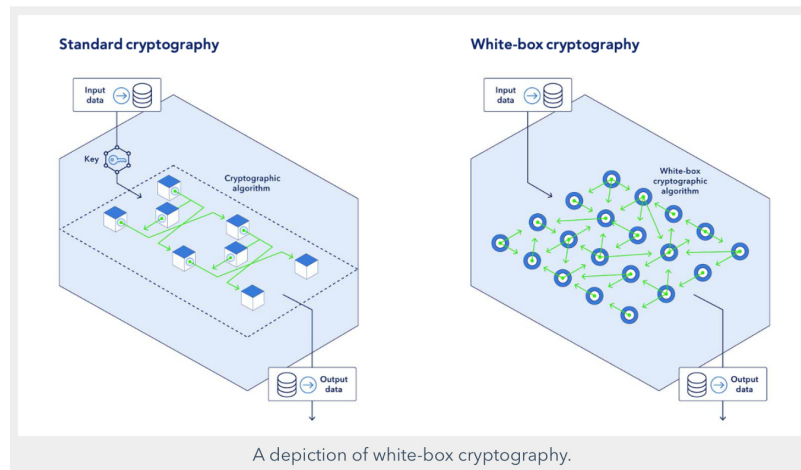 Standard cryptography
Input
data
Key
Cryptographic
algorithm
Output
data
White-box cryptography
Input
data
White-box
cryptographic
algorithm
Output
data
A depiction of white-box cryptography.